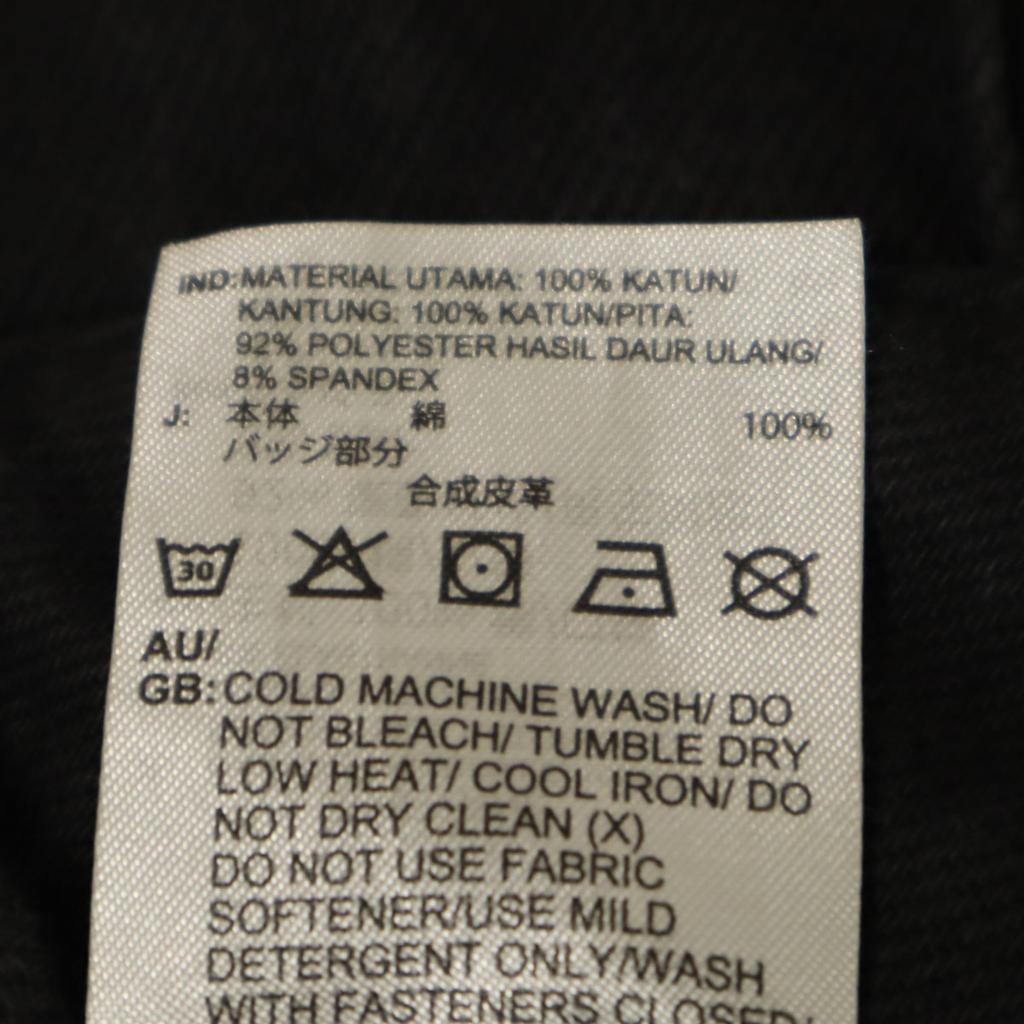 IND:MATERIAL UTAMA: 100% KATUN/
KANTUNG: 100% KATUN/PITA:
92% POLYESTER HASIL DAUR ULANG/
8% SPANDEX
J: 本体 綿 100%
バッジ部分
合成皮革
30
AU/
GB:COLD MACHINE WASH/ DO
NOT BLEACH/ TUMBLE DRY
LOW HEAT/ COOL IRON/ DO
NOT DRY CLEAN (X)
DO NOT USE FABRIC
SOFTENER/USE MILD
DETERGENT ONLY/WASH
WITH FASTENERS CLOSED/